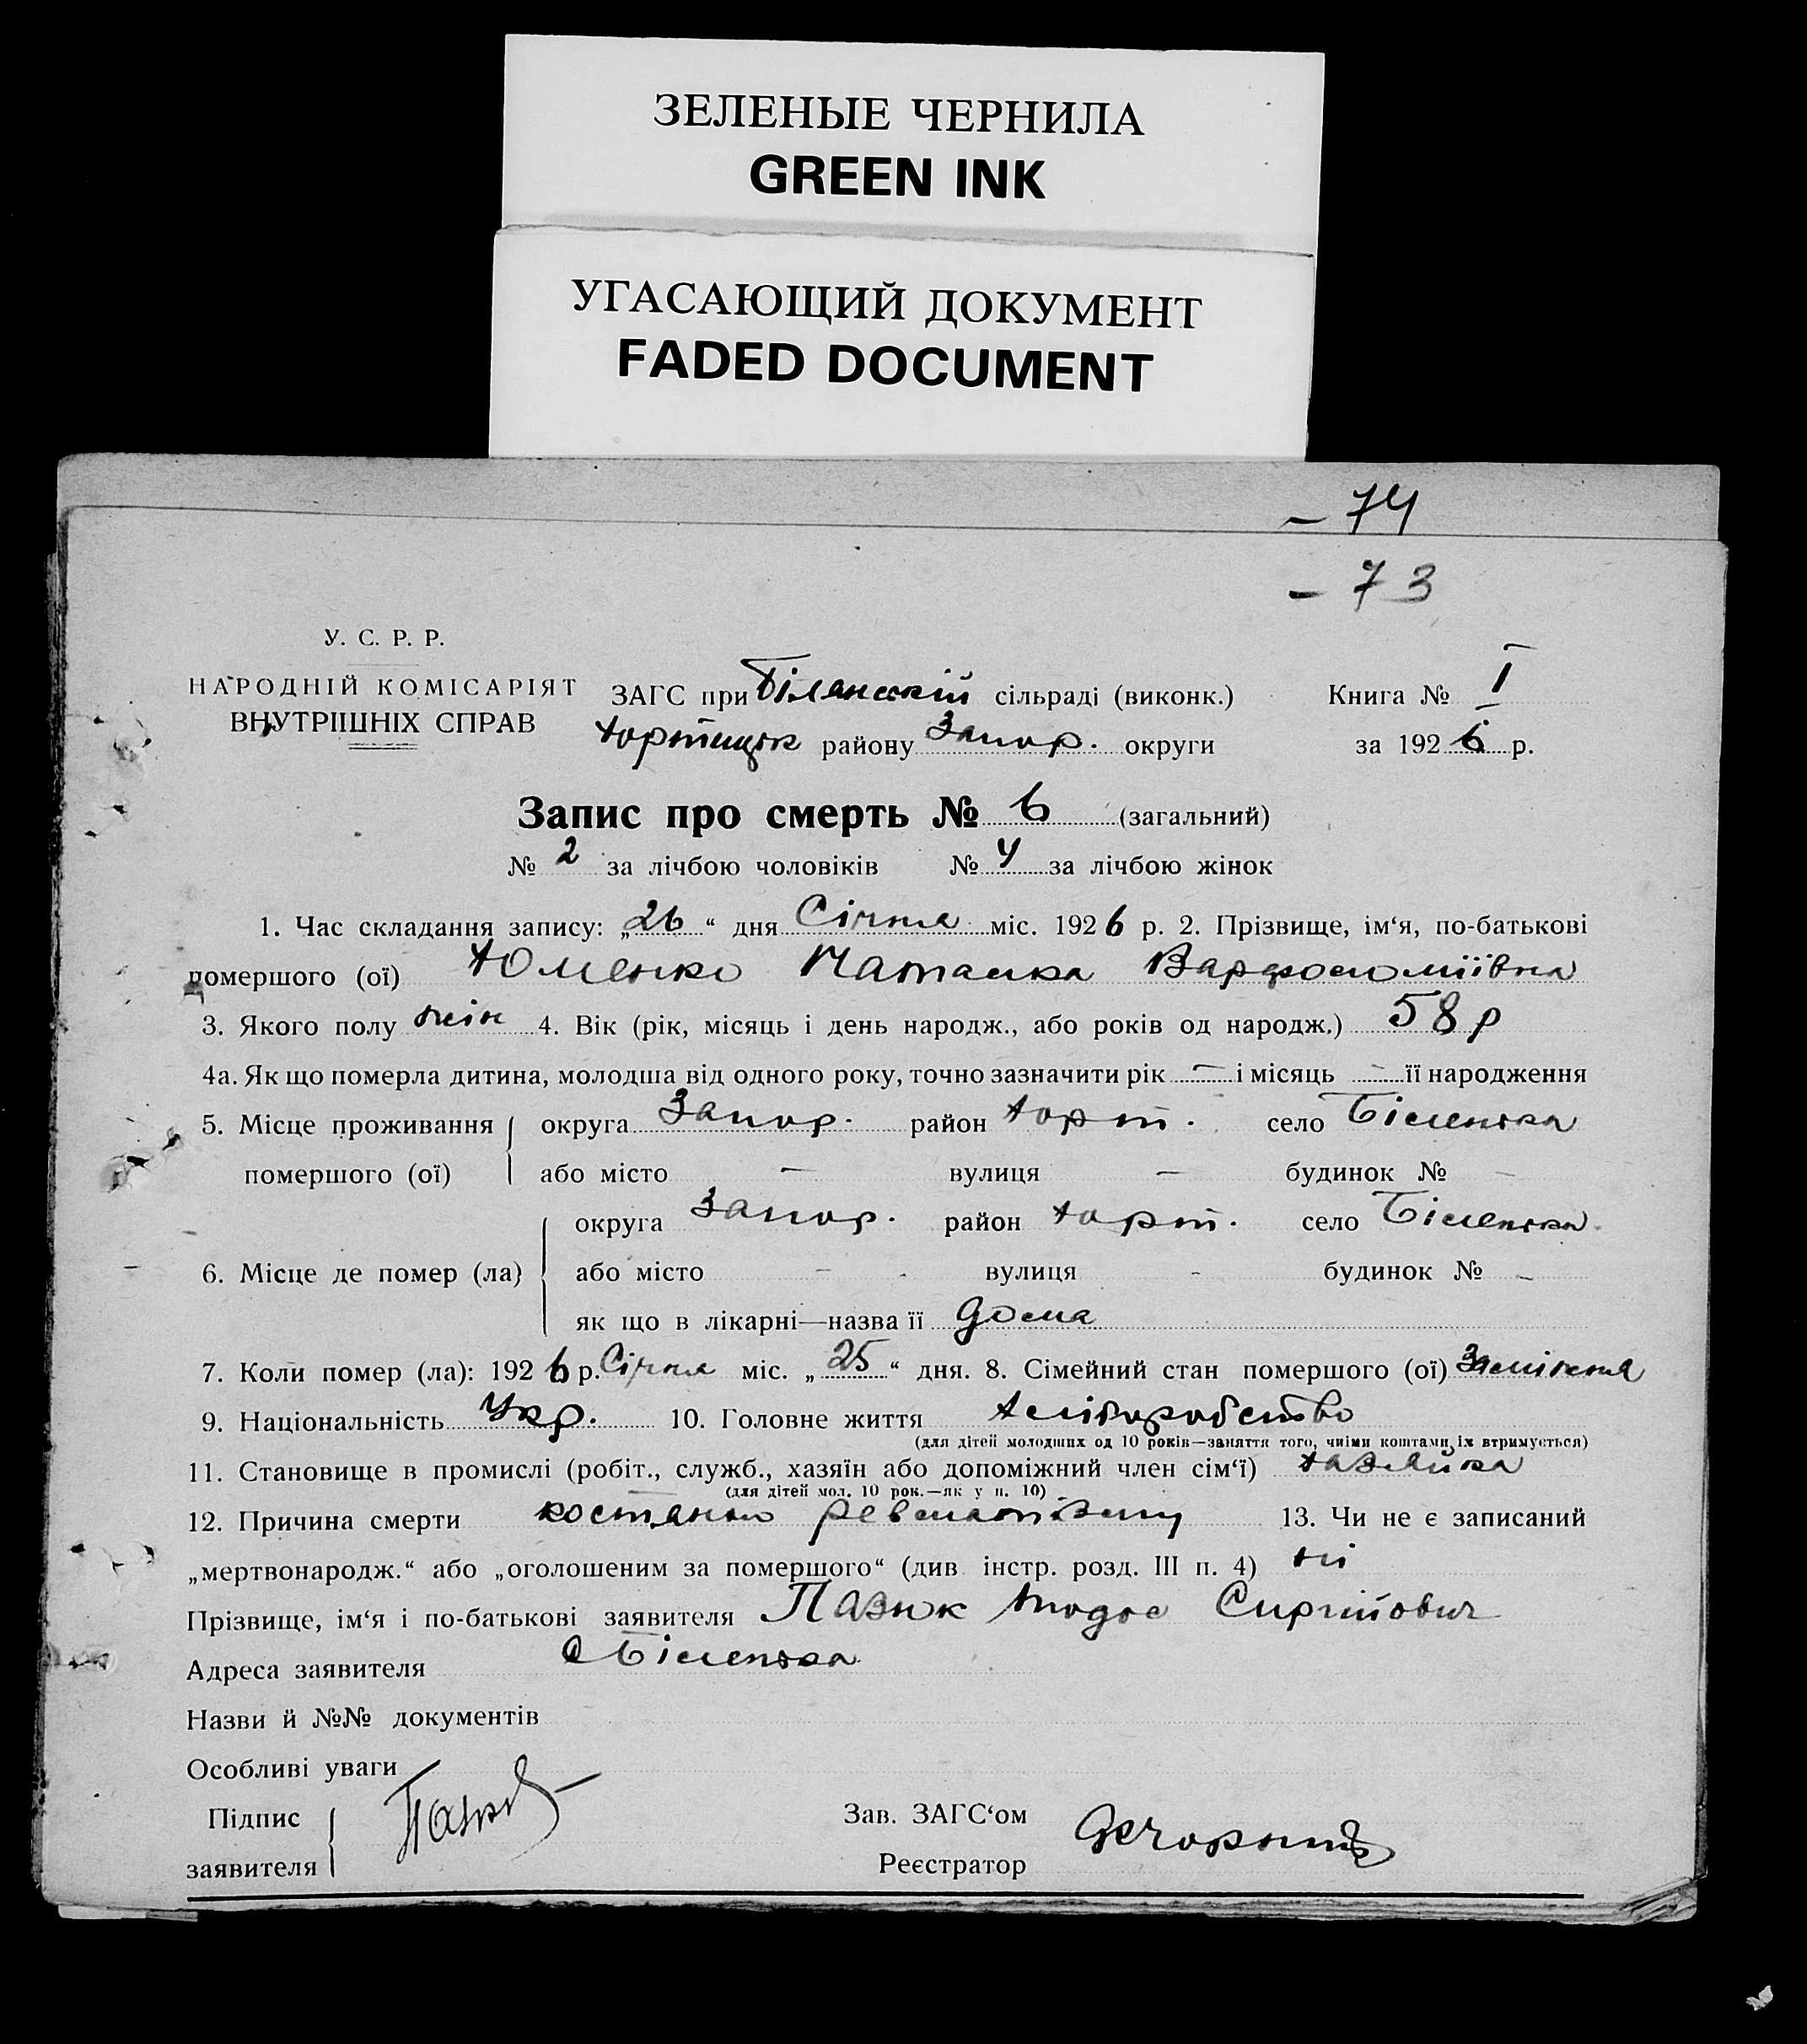 ЗЕЛЕНЫЕ ЧЕРНИЛА
GREEN INK
УГАСАЮЩИЙ ДОКУМЕНТ
FADED DOCUMENT
– 74
– 73
У. С. Р. Р.
НАРОДНІЙ КОМІСАРІЯТ
ВНУТРІШНІХ СПРАВ
ЗАГС при Біленській сільраді (виконк.) Книга № I
Хортицьк району Запор. округи за 1926 р.
Запис про смерть № 6 (загальний)
№ 2 за лічбою чоловіків № 4 за лічбою жінок
1. Час складання запису: „26“ дня Січня міс. 1926 р. 2. Прізвище, ім‘я, по-батькові
помершого (ої) Юменко Наталка Варфоломіївна
3. Якого полу жін 4. Вік (рік, місяць і день народж., або років од народж.) 58 р
4а. Як що померла дитина, молодша від одного року, точно зазначити рік — і місяць — її народження
5. Місце проживання округа Запор. район Хорт. село Біленька
помершого (ої) або місто — вулиця — будинок № —
округа Запор. район Хорт. село Біленька
6. Місце де помер (ла) або місто – вулиця - будинок № –
як що в лікарні—назва її дома
7. Коли помер (ла): 1926 р. Січня міс. „25“ дня. 8. Сімейний стан помершого (ої) Заміжня
9. Національність Укр. 10. Головне життя хліборобство
(для дітей молодших од 10 років—заняття того, чиїми коштами їх втримується)
11. Становище в промислі (робіт., служб., хазяїн або допоміжний член сім‘ї) хазяйка
(для дітей мол. 10 рок.—як у п. 10)
12. Причина смерти ревматизму 13. Чи не є записаний
„мертвонародж.“ або „оголошеним за помершого“ (див. інстр. розд. III п. 4) ні
Прізвище, ім‘я і по-батькові заявителя Пазюк Тодос Сиргійович
Адреса заявителя с Біленька
Назви й №№ документів
Особливі уваги
Підпис
заявителя
Зав. ЗАГС‘ом
Реєстратор